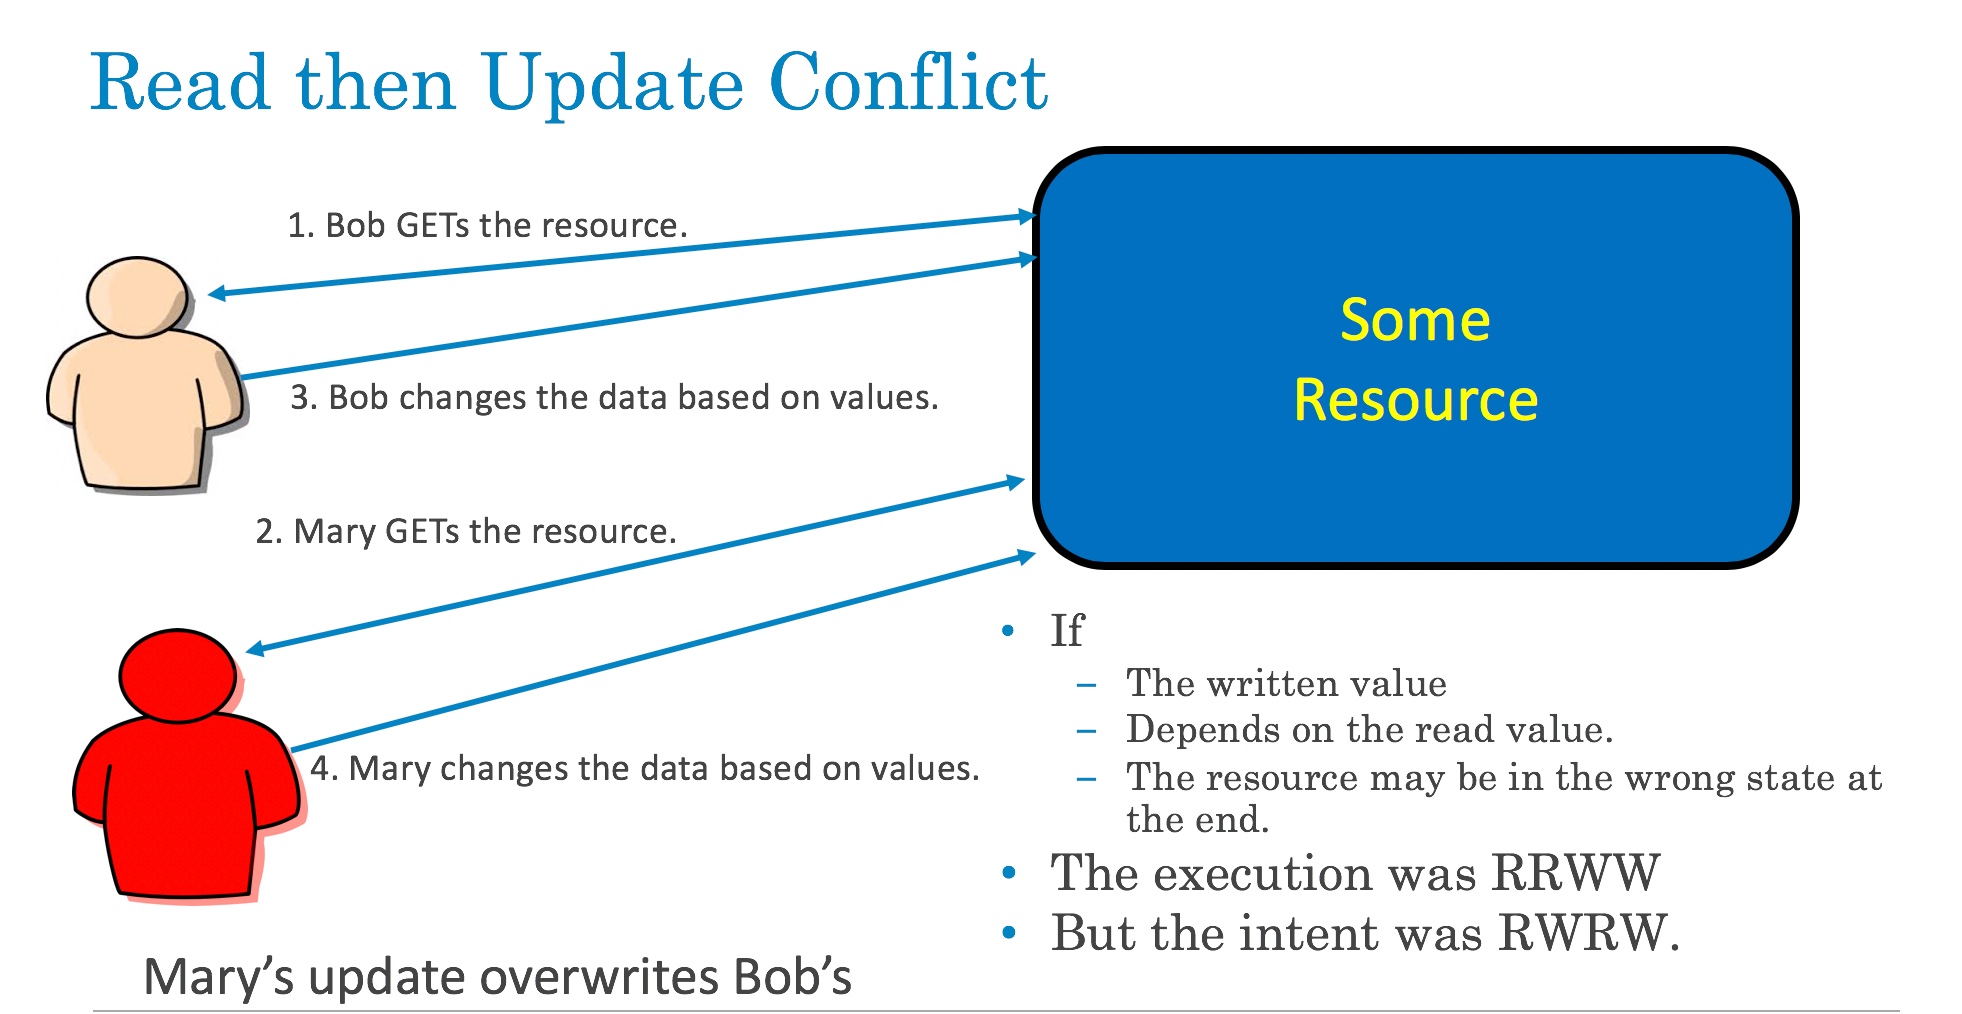 Read then Update Conflict
1. Bob GETs the resource.
3. Bob changes the data based on values.
2. Mary GETs the resource.
4. Mary changes the data based on values.
Mary’s update overwrites Bob’s
Some
Resource
• If
– The written value
– Depends on the read value.
– The resource may be in the wrong state at
the end.
• The execution was RRWW
• But the intent was RWRW.